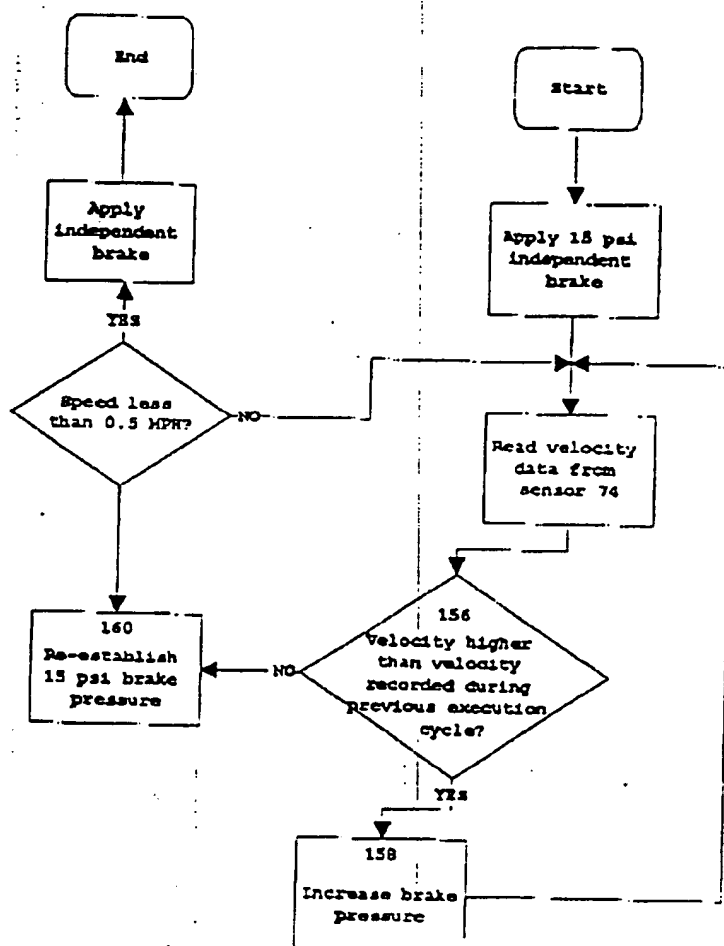 End
Start
Apply
independent
brake
Apply 15 psi
independent
brake
YES
Speed less
than 0.5 MPH?
NO
Read velocity
data from
sensor 74
156
Velocity higher
than velocity
recorded during
previous execution
cycle?
NO
160
Re-establish
15 psi brake
pressure
YES
158
Increase brake
pressure